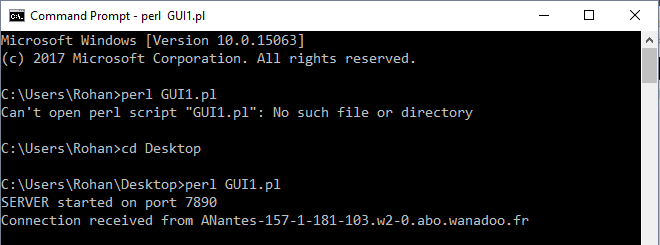 Command Prompt - perl GUI1.pl
Microsoft Windows [Version 10.0.15063]
(c) 2017 Microsoft Corporation. All rights reserved.
C:\Users\Rohan>perl GUI1.pl
Can't open perl script "GUI1.pl": No such file or directory
C:\Users\Rohan>cd Desktop
C:\Users\Rohan\Desktop>perl GUI1.pl
SERVER started on port 7890
Connection received from ANantes-157-1-181-103.w2-0.abo.wanadoo.fr